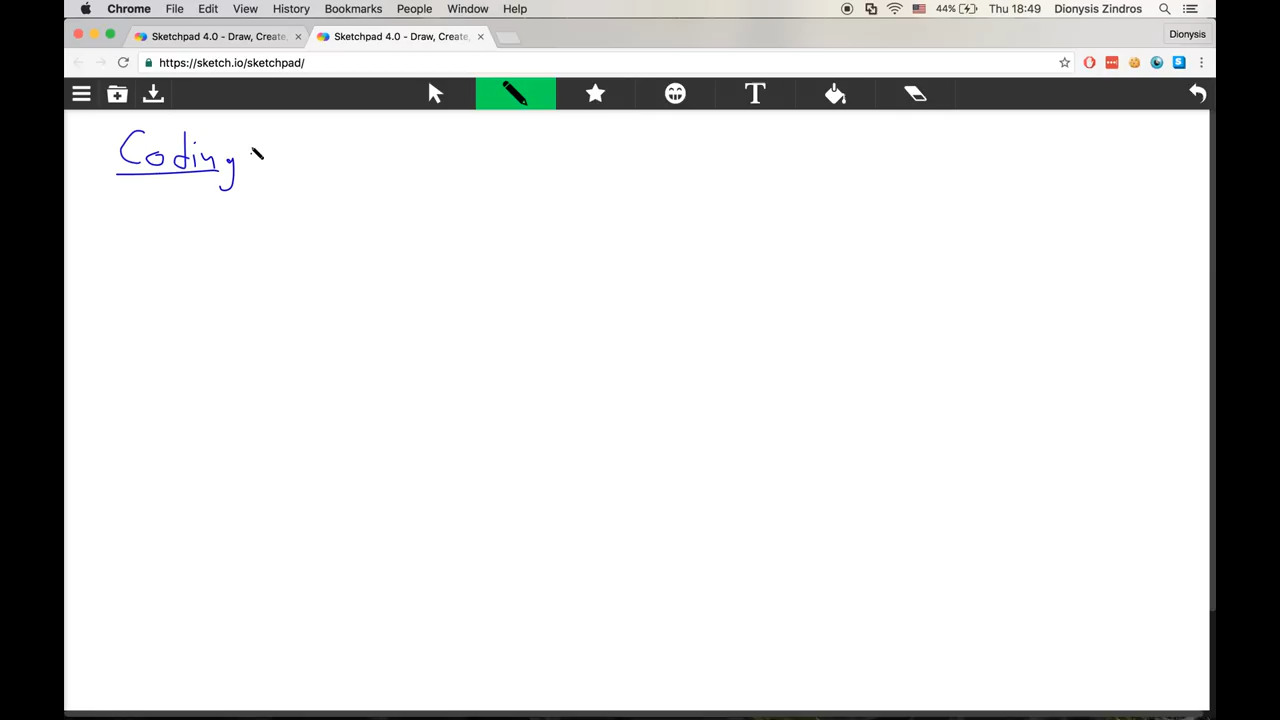 Chrome File Edit View History Bookmarks People Window Help 44% Thu 18:49 Dionysis Zindros
Sketchpad 4.0 - Draw, Create, Sketchpad 4.0 - Draw, Create, Dionysis
https://sketch.io/sketchpad/
T
Coding